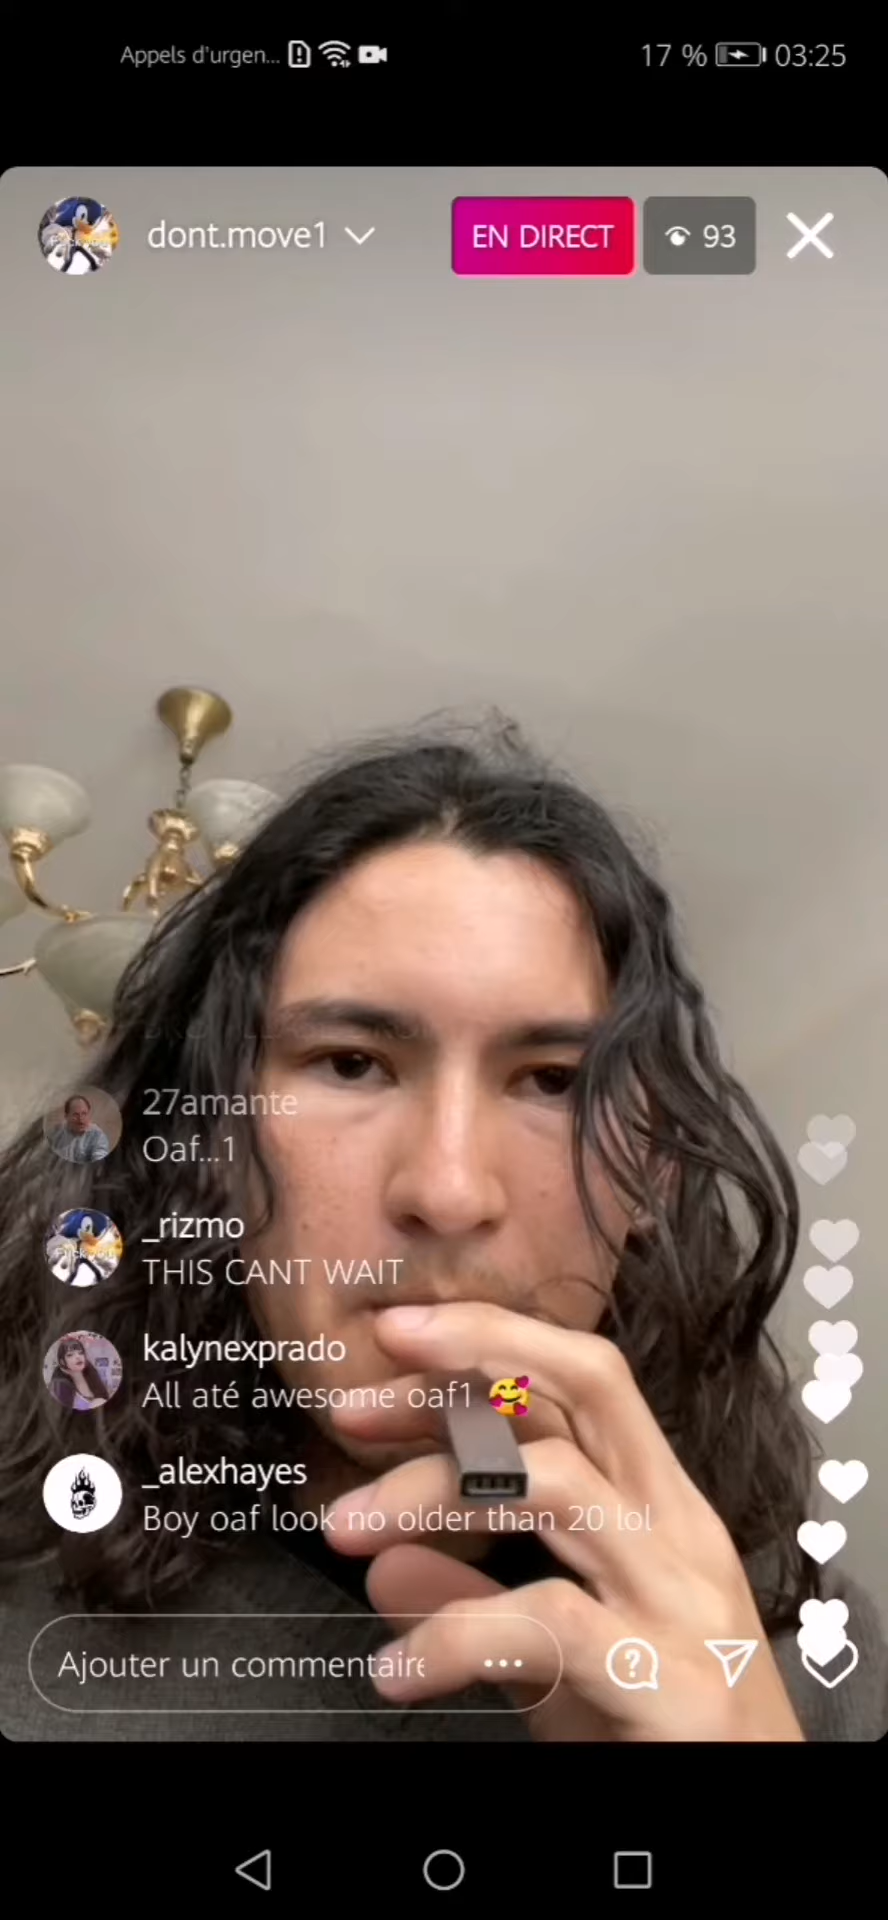 Appels d'urgen...
17 %
03:25
dont.move1
EN DIRECT
93
27amante
Oaf...1
_rizmo
THIS CANT WAIT
kalynexprado
All até awesome oaf1 🥰
_alexhayes
Boy oaf look no older than 20 lol
Ajouter un commentaire